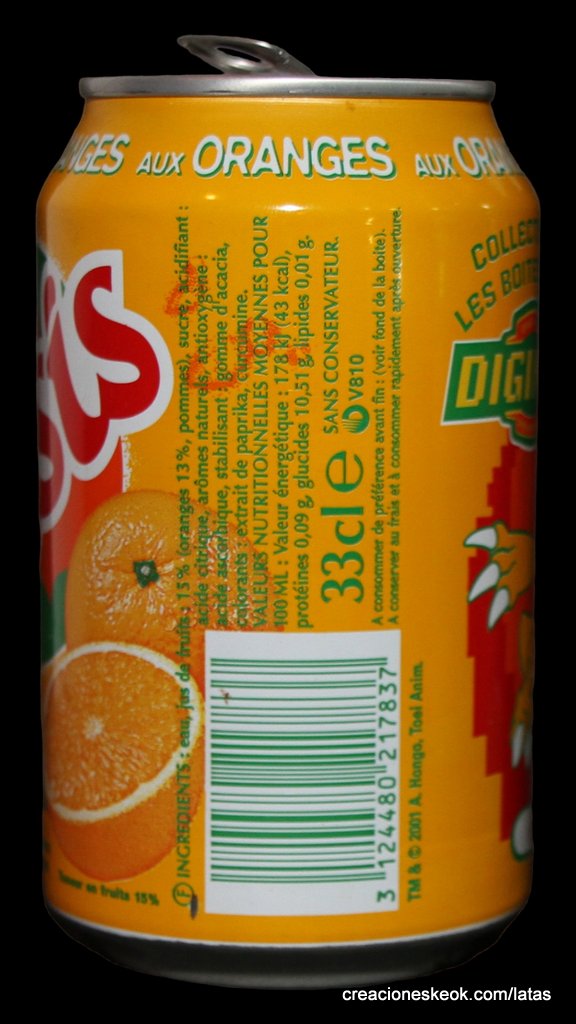 AUX ORANGES AUX
is
COLLEC
LES BOITE
DIGI
INGREDIENTS : eau, jus de fruits : 15 % (oranges 13 %, pommes), sucre, acidifiant :
acide citrique, arômes naturels, antioxygène :
acide ascorbique, stabilisant : gomme d'acacia,
colorants : extrait de paprika, curcumine.
VALEURS NUTRITIONNELLES MOYENNES POUR
100 ML : Valeur énergétique : 178 kJ (43 kcal),
protéines 0,09 g, glucides 10,51 g, lipides 0,01 g.
33cl e SANS CONSERVATEUR.
V810
A consommer de préférence avant fin : (voir fond de la boite).
A conserver au frais et à consommer rapidement après ouverture.
3 124480 217837
TM & © 2001 A. Hongo, Toei Anim.
Teneur en fruits 15%
creacioneskeok.com/latas